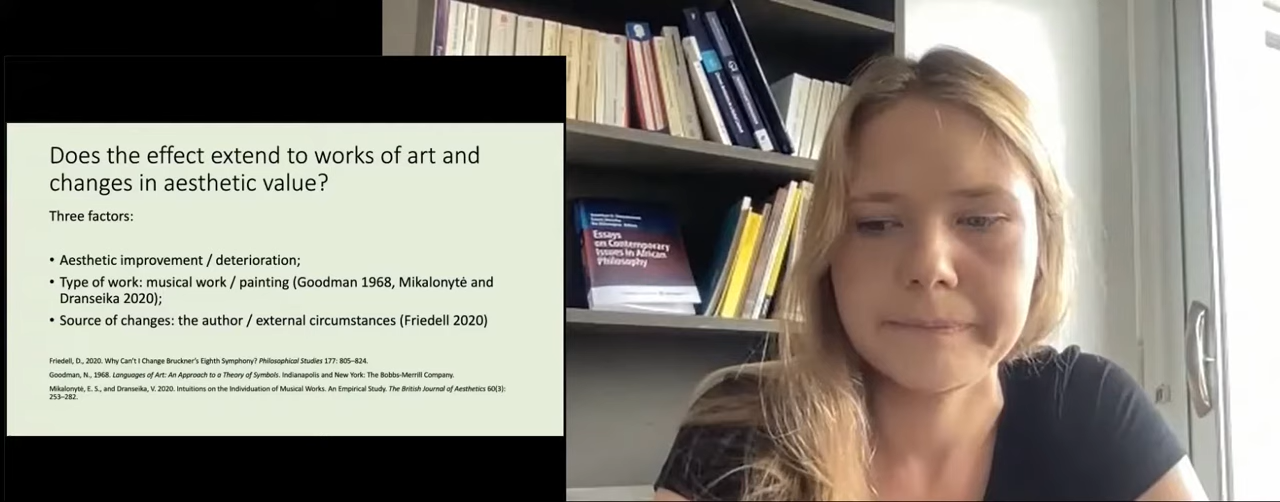 Does the effect extend to works of art and
changes in aesthetic value?
Three factors:
• Aesthetic improvement / deterioration;
• Type of work: musical work / painting (Goodman 1968, Mikalonytė and
Dranseika 2020);
• Source of changes: the author / external circumstances (Friedell 2020)
Friedell, D., 2020. Why Can't I Change Bruckner's Eighth Symphony? Philosophical Studies 177: 805–824.
Goodman, N., 1968. Languages of Art: An Approach to a Theory of Symbols. Indianapolis and New York: The Bobbs-Merrill Company.
Mikalonytė, E. S., and Dranseika, V. 2020. Intuitions on the Individuation of Musical Works. An Empirical Study. The British Journal of Aesthetics 60(3):
253–282.
Essays
on Contemporary
Issues in African
Philosophy